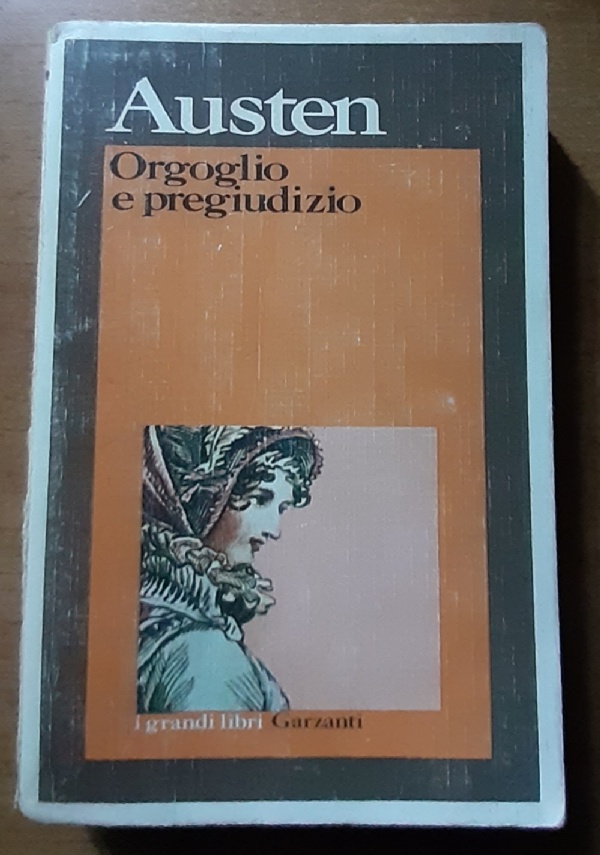 Austen
Orgoglio
e pregiudizio
i grandi libri Garzanti